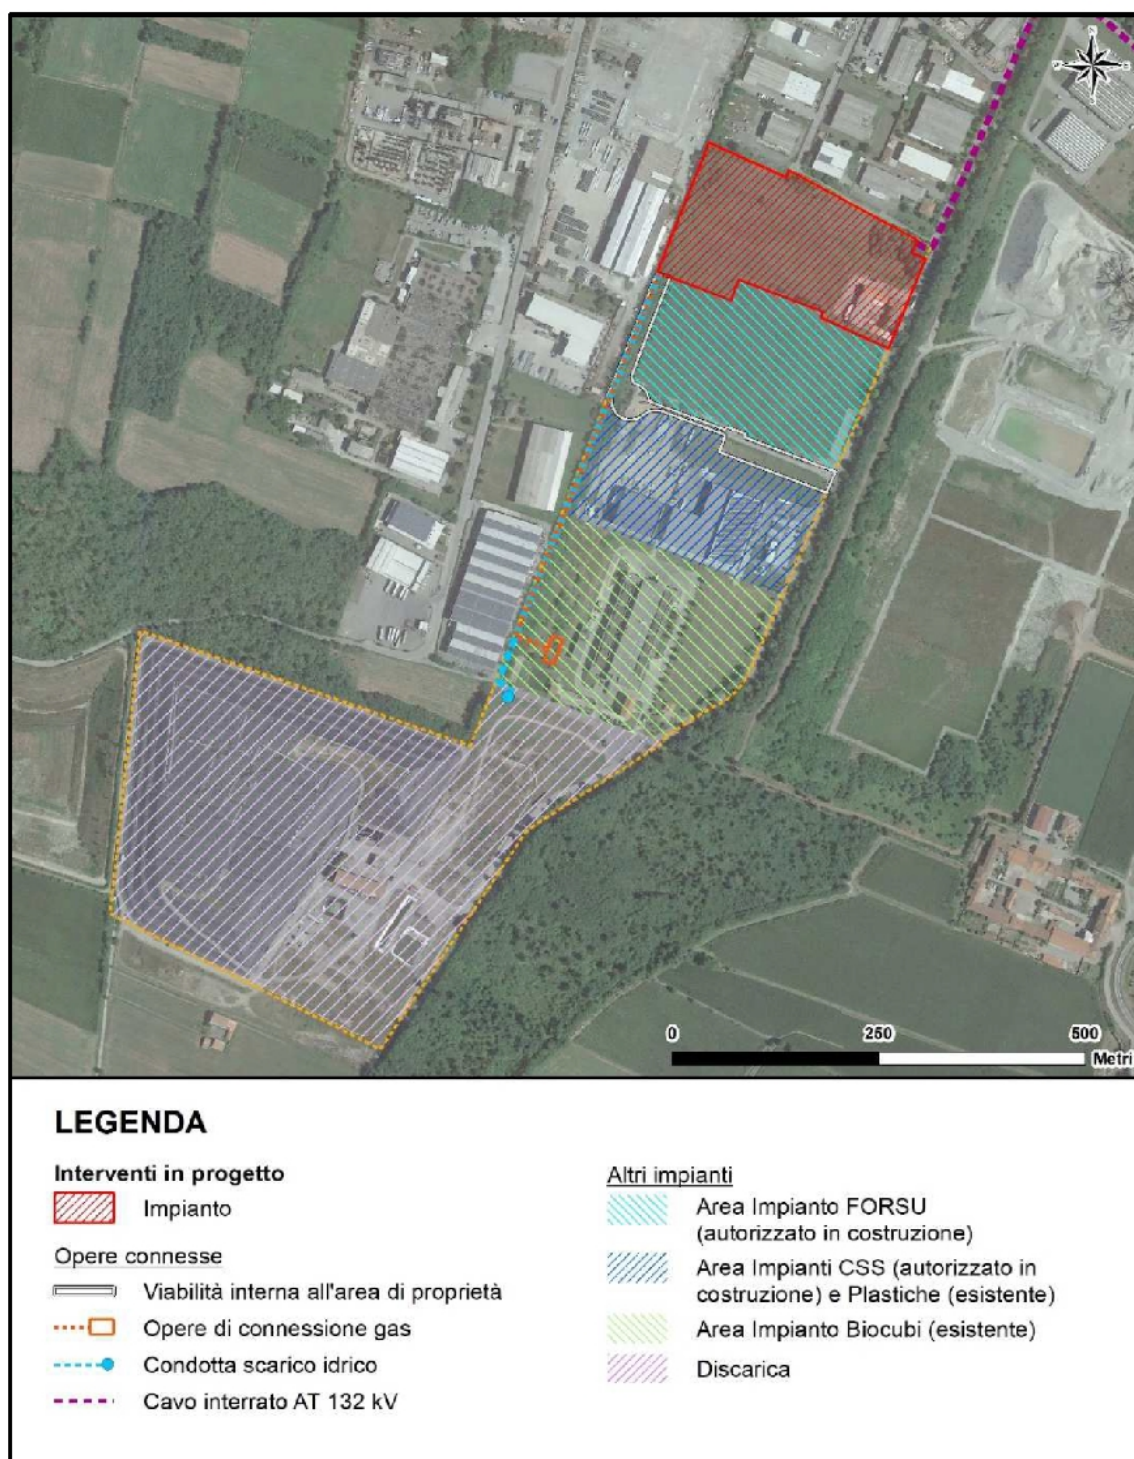 0 250 500
Metri
LEGENDA
Interventi in progetto
Impianto
Opere connesse
Viabilità interna all'area di proprietà
Opere di connessione gas
Condotta scarico idrico
Cavo interrato AT 132 kV
Altri impianti
Area Impianto FORSU
(autorizzato in costruzione)
Area Impianti CSS (autorizzato in
costruzione) e Plastiche (esistente)
Area Impianto Biocubi (esistente)
Discarica